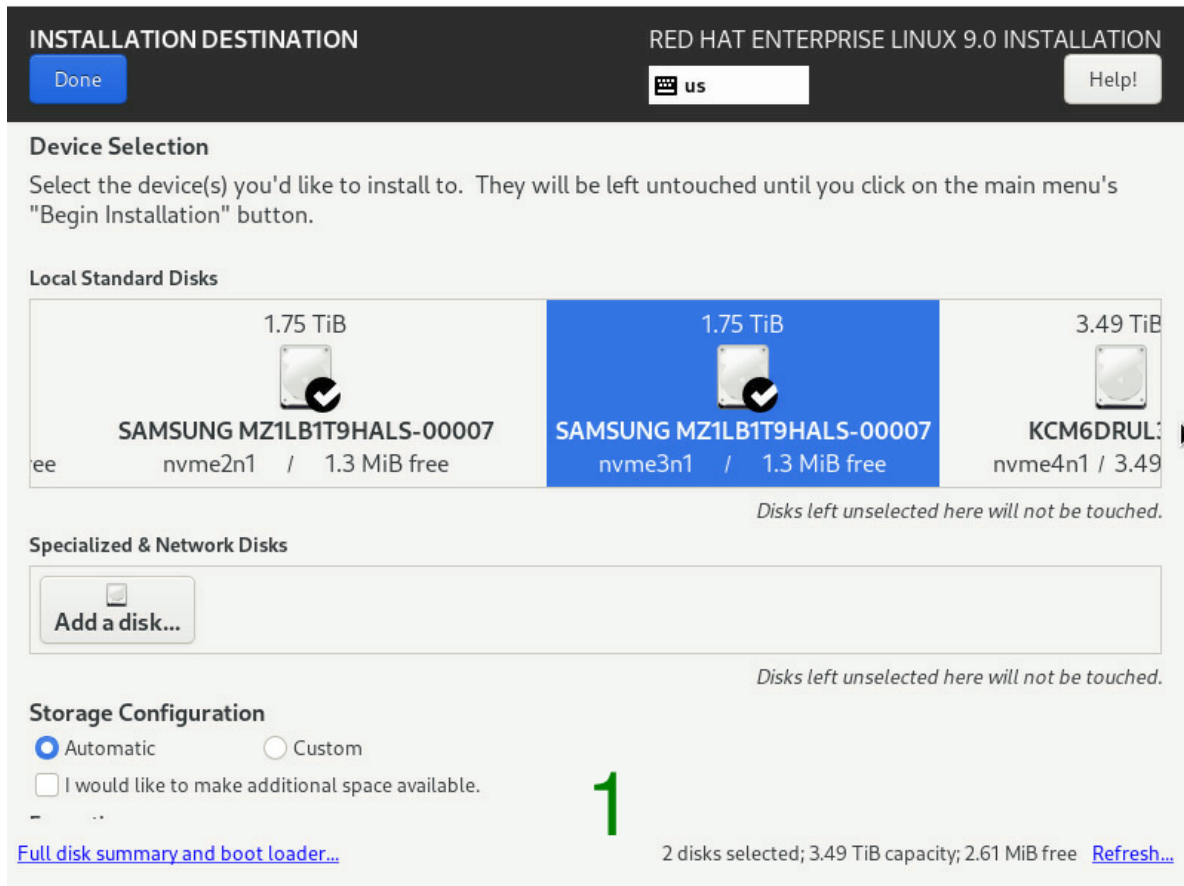 INSTALLATION DESTINATION
RED HAT ENTERPRISE LINUX 9.0 INSTALLATION
Done
us
Help!
Device Selection
Select the device(s) you'd like to install to. They will be left untouched until you click on the main menu's
"Begin Installation" button.
Local Standard Disks
1.75 TiB
1.75 TiB
3.49 TiB
SAMSUNG MZ1LB1T9HALS-00007
SAMSUNG MZ1LB1T9HALS-00007
ree
nvme2n1 / 1.3 MiB free
nvme3n1 / 1.3 MiB free
nvme4n1 / 3.49
Disks left unselected here will not be touched.
Specialized & Network Disks
Add a disk...
Disks left unselected here will not be touched.
Storage Configuration
Automatic
Custom
I would like to make additional space available.
1
Full disk summary and boot loader...
2 disks selected; 3.49 TiB capacity; 2.61 MiB free Refresh...